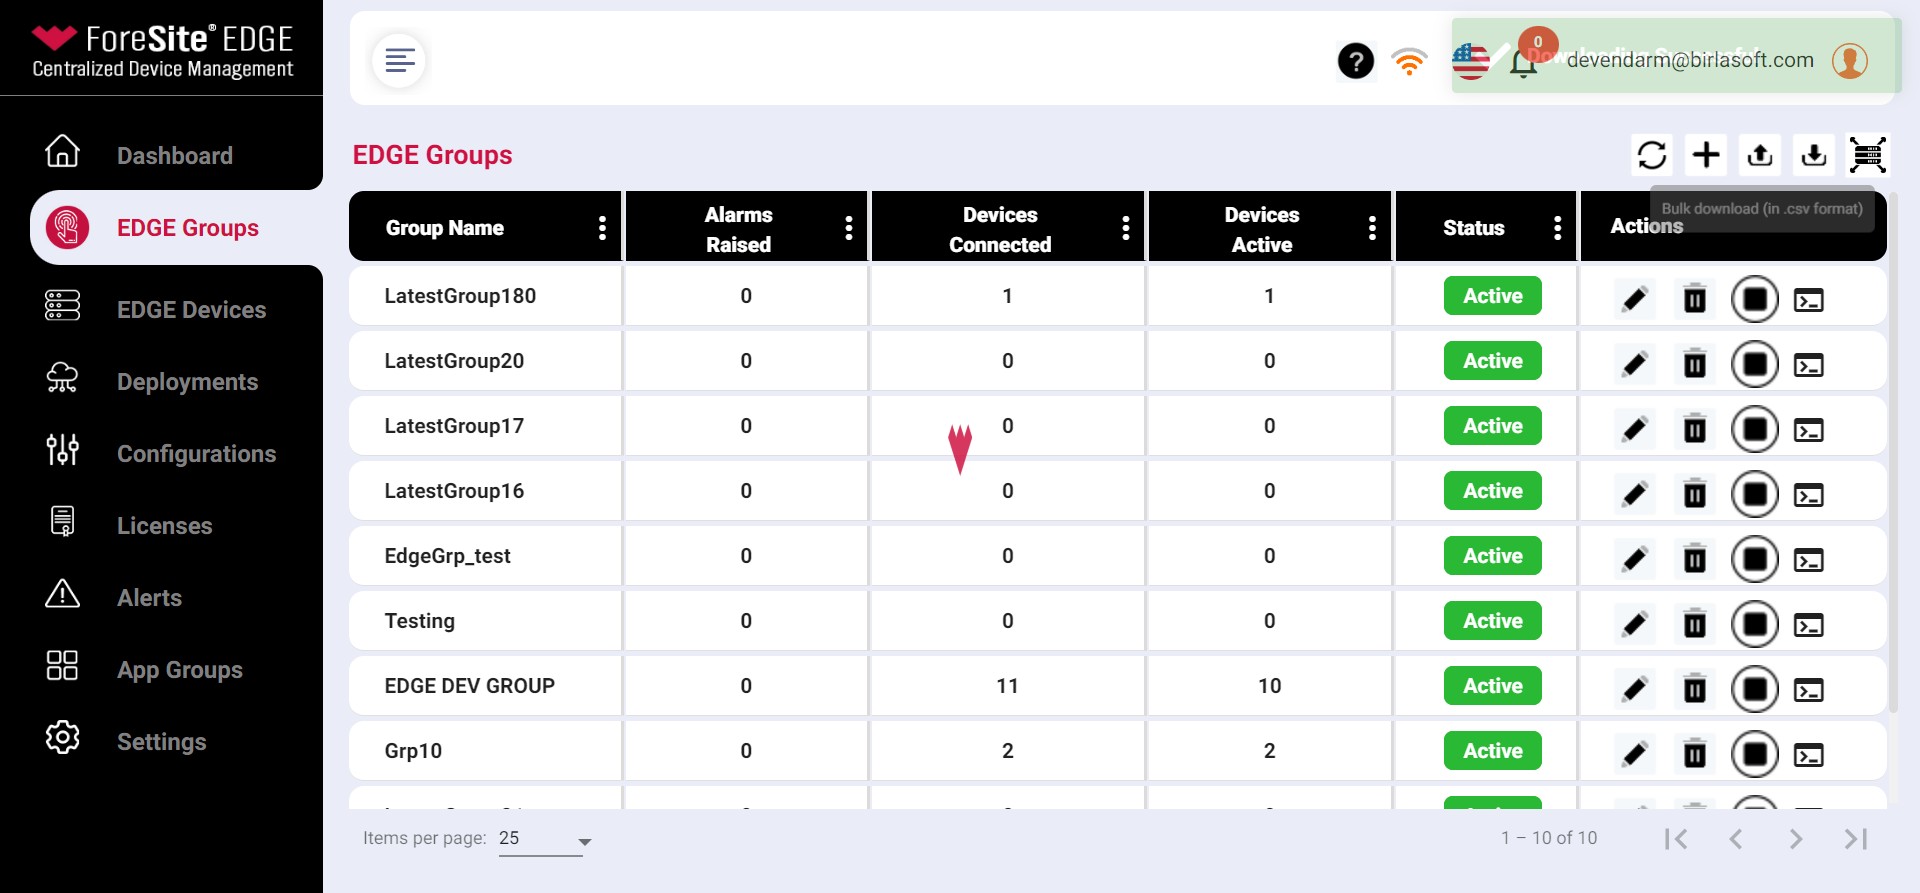 ForeSite® EDGE
Centralized Device Management
Dashboard
EDGE Groups
EDGE Devices
Deployments
Configurations
Licenses
Alerts
App Groups
Settings
?
0
Downloading Successful
devendarm@birlasoft.com
EDGE Groups
Bulk download (in .csv format)
Group Name
Alarms Raised
Devices Connected
Devices Active
Status
Actions
LatestGroup180 0 1 1 Active
LatestGroup20 0 0 0 Active
LatestGroup17 0 0 0 Active
LatestGroup16 0 0 0 Active
EdgeGrp_test 0 0 0 Active
Testing 0 0 0 Active
EDGE DEV GROUP 0 11 10 Active
Grp10 0 2 2 Active
Items per page: 25
1 – 10 of 10